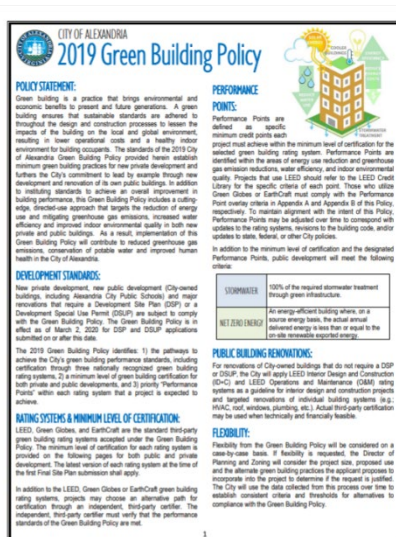 CITY OF ALEXANDRIA
2019 Green Building Policy
POLICY STATEMENT:
Green building is a practice that brings environmental and
economic benefits to present and future generations. A green
building ensures that sustainable standards are adhered to
throughout the design and construction processes to lessen the
impacts of the building on the local and global environment,
resulting in lower operational costs and a healthy indoor
environment for building occupants. The standards of the 2019 City
of Alexandria Green Building Policy provided herein establish
minimum green building practices for new private development and
furthers the City's commitment to lead by example through new
development and renovation of its own public buildings. In addition
to instituting standards to achieve an overall improvement in
building performance, this Green Building Policy includes a cutting-
edge, directed-use approach that targets the reduction of energy
use and mitigating greenhouse gas emissions, increased water
efficiency and improved indoor environmental quality in both new
private and public buildings. As a result, implementation of this
Green Building Policy will contribute to reduced greenhouse gas
emissions, conservation of potable water and improved human
health in the City of Alexandria.
DEVELOPMENT STANDARDS:
New private development, new public development (City-owned
buildings, including Alexandria City Public Schools) and major
renovations that require a Development Site Plan (DSP) or a
Development Special Use Permit (DSUP) are subject to comply
with the Green Building Policy. The Green Building Policy is in
effect as of March 2, 2020 for DSP and DSUP applications
submitted on or after this date.
The 2019 Green Building Policy identifies: 1) the pathways to
achieve the City's green building performance standards, including
certification through three nationally recognized green building
rating systems, 2) a minimum level of green building certification for
both private and public developments, and 3) priority "Performance
Points" within each rating system that a project is expected to
achieve.
RATING SYSTEMS & MINIMUM LEVEL OF CERTIFICATION:
LEED, Green Globes, and EarthCraft are the standard third-party
green building rating systems accepted under the Green Building
Policy. The minimum level of certification for each rating system is
provided on the following pages for both public and private
development. The latest version of each rating system at the time of
the first Final Site Plan submission shall apply.
In addition to the LEED, Green Globes or EarthCraft green building
rating systems, projects may choose an alternative path for
certification through an independent, third-party certifier. The
independent, third-party certifier must verify that the performance
standards of the Green Building Policy are met.
PERFORMANCE
POINTS:
Performance Points are
defined as specific
minimum credit points each
project must achieve within the minimum level of certification for the
selected green building rating system. Performance Points are
identified within the areas of energy use reduction and greenhouse
gas emission reductions, water efficiency, and indoor environmental
quality. Projects that use LEED should refer to the LEED Credit
Library for the specific criteria of each point. Those who utilize
Green Globes or EarthCraft must comply with the Performance
Point overlay criteria in Appendix A and Appendix B of this Policy,
respectively. To maintain alignment with the intent of this Policy,
Performance Points may be adjusted over time to correspond with
updates to the rating systems, revisions to the building code, and/or
updates to state, federal, or other City policies.
In addition to the minimum level of certification and the designated
Performance Points, public development will meet the following
criteria:
STORMWATER
100% of the required stormwater treatment
through green infrastructure.
NET ZERO ENERGY
An energy-efficient building where, on a
source energy basis, the actual annual
delivered energy is less than or equal to the
on-site renewable exported energy.
PUBLIC BUILDING RENOVATIONS:
For renovations of City-owned buildings that do not require a DSP
or DSUP, the City will apply LEED Interior Design and Construction
(ID+C) and LEED Operations and Maintenance (O&M) rating
systems as a guideline for interior design and construction projects
and targeted renovations of individual building systems (e.g.;
HVAC, roof, windows, plumbing, etc.). Actual third-party certification
may be used when technically and financially feasible.
FLEXIBILITY:
Flexibility from the Green Building Policy will be considered on a
case-by-case basis. If flexibility is requested, the Director of
Planning and Zoning will consider the project size, proposed use
and the alternate green building practices the applicant proposes to
incorporate into the project to determine if the request is justified.
The City will use the data collected from this process over time to
establish consistent criteria and thresholds for alternatives to
compliance with the Green Building Policy.
1